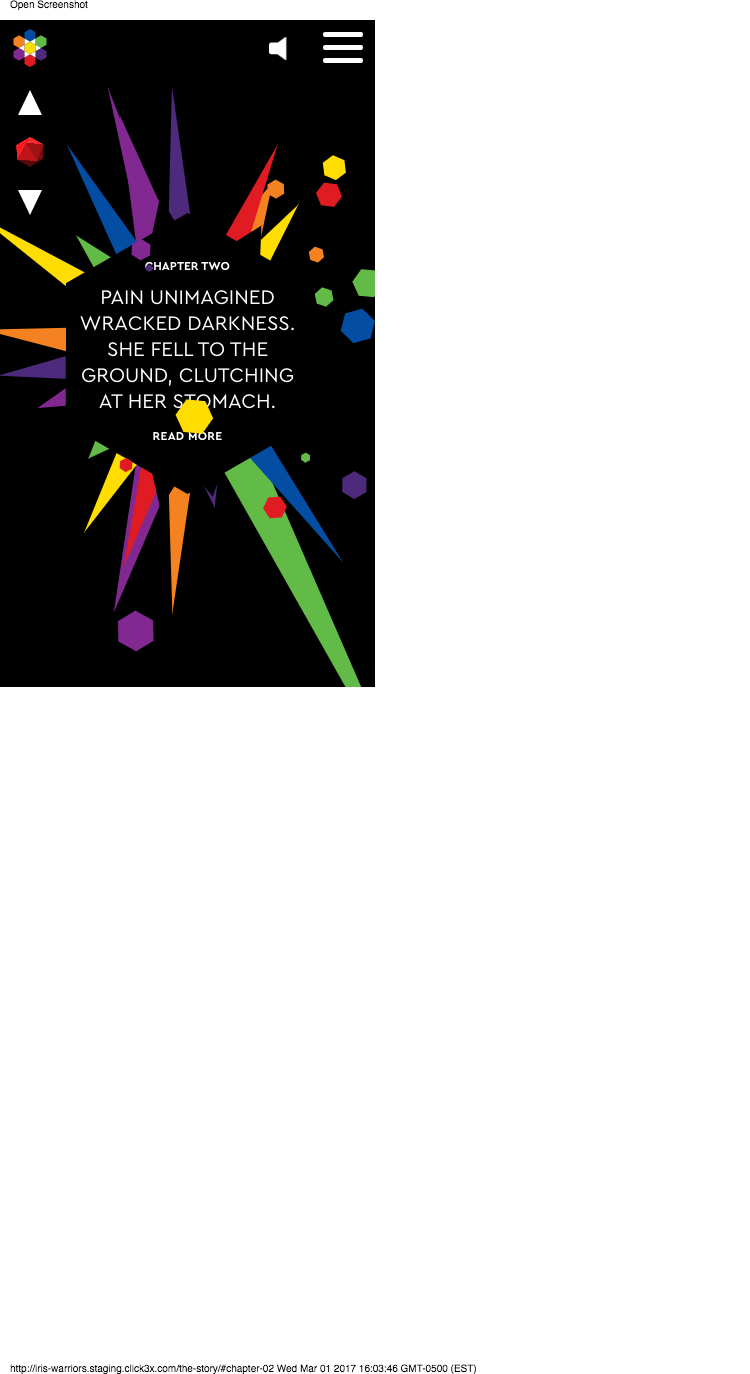 Open Screenshot
CHAPTER TWO
PAIN UNIMAGINED
WRACKED DARKNESS.
SHE FELL TO THE
GROUND, CLUTCHING
AT HER STOMACH.
READ MORE
http://iris-warriors.staging.click3x.com/the-story/#chapter-02 Wed Mar 01 2017 16:03:46 GMT-0500 (EST)